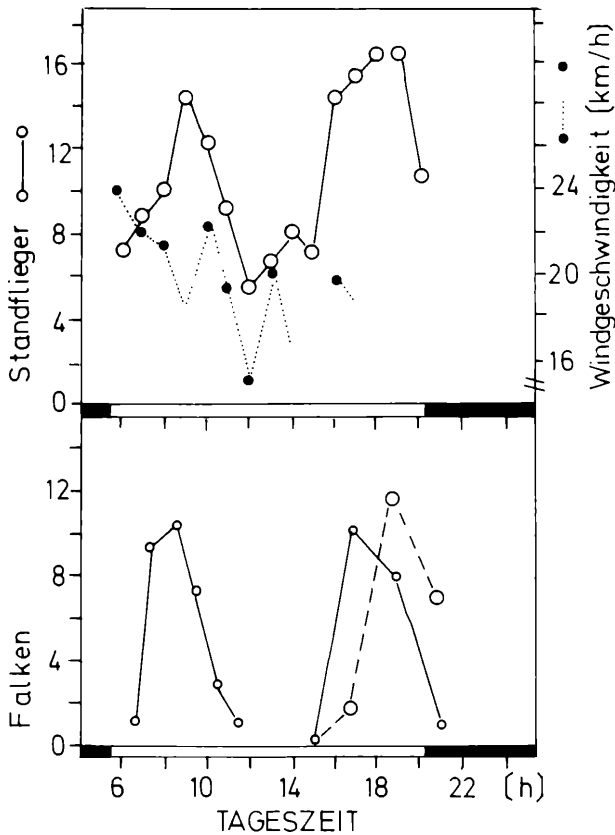 Standflieger
16
12
8
4
0
Windgeschwindigkeit (km/h)
24
20
16
Falken
12
8
4
0
6 10 14 18 22 (h)
TAGESZEIT